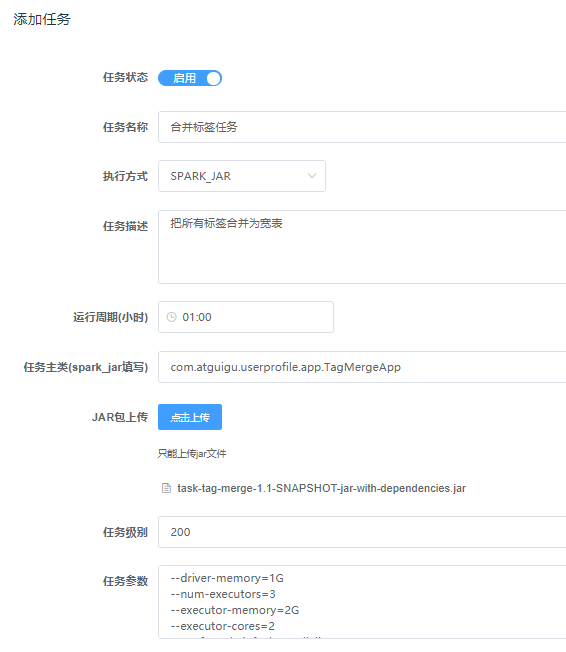 添加任务
任务状态 启用
任务名称 合并标签任务
执行方式 SPARK_JAR
任务描述 把所有标签合并为宽表
运行周期(小时) 01:00
任务主类(spark_jar填写) com.atguigu.userprofile.app.TagMergeApp
JAR包上传 点击上传
只能上传jar文件
task-tag-merge-1.1-SNAPSHOT-jar-with-dependencies.jar
任务级别 200
任务参数 --driver-memory=1G
--num-executors=3
--executor-memory=2G
--executor-cores=2